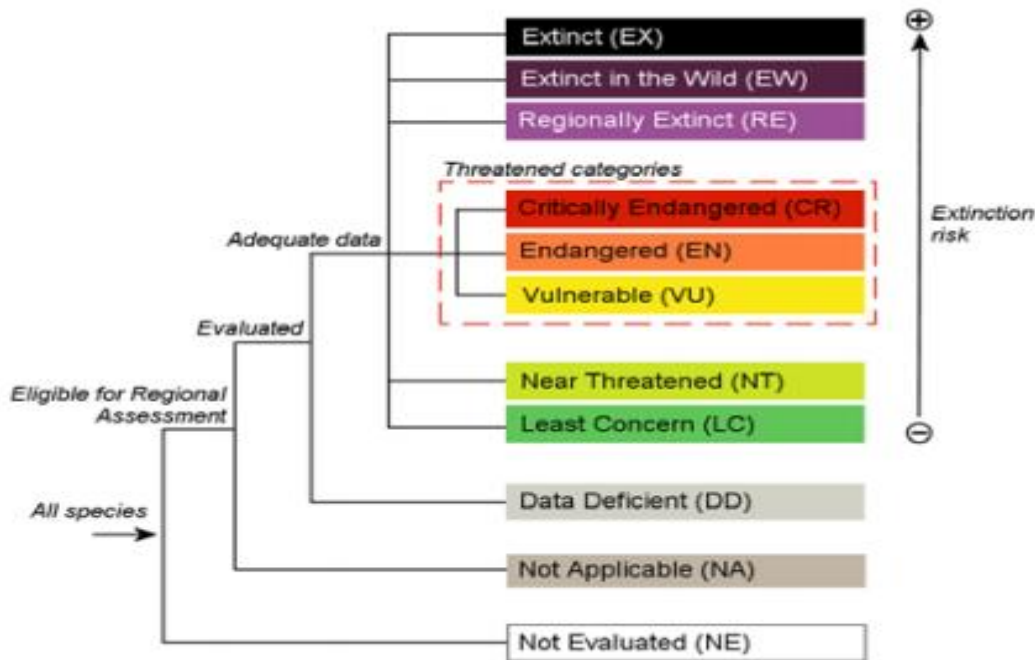 Extinct (EX)
Extinct in the Wild (EW)
Regionally Extinct (RE)
Threatened categories
Critically Endangered (CR)
Adequate data
Endangered (EN)
Extinction
risk
Vulnerable (VU)
Evaluated
Eligible for Regional
Assessment
Near Threatened (NT)
Least Concern (LC)
All species
Data Deficient (DD)
Not Applicable (NA)
Not Evaluated (NE)